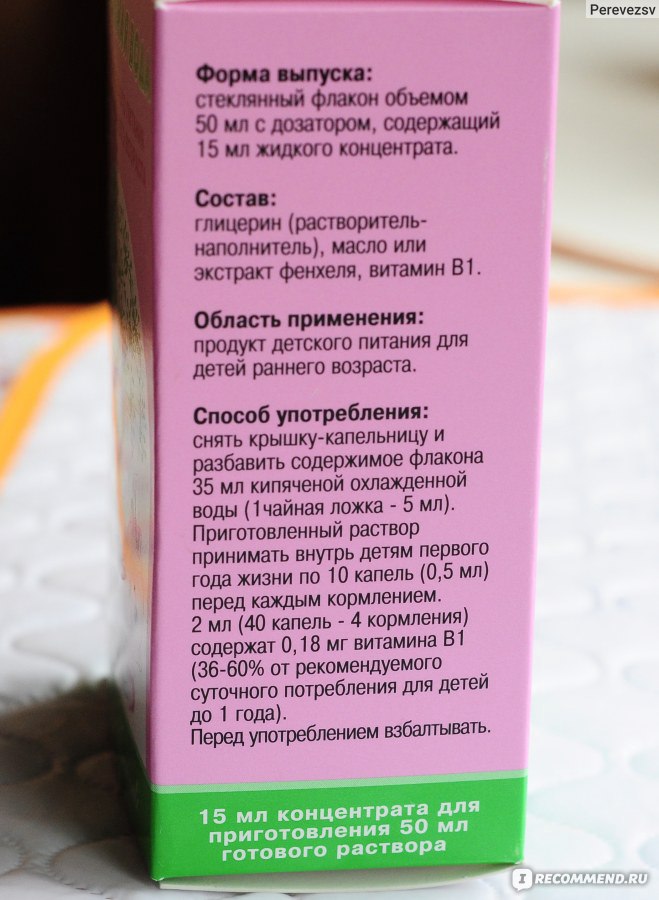 Perevezsv
Форма выпуска:
стеклянный флакон объемом
50 мл с дозатором, содержащий
15 мл жидкого концентрата.
Состав:
глицерин (растворитель-
наполнитель), масло или
экстракт фенхеля, витамин В1.
Область применения:
продукт детского питания для
детей раннего возраста.
Способ употребления:
снять крышку-капельницу и
разбавить содержимое флакона
35 мл кипяченой охлажденной
воды (1чайная ложка - 5 мл).
Приготовленный раствор
принимать внутрь детям первого
года жизни по 10 капель (0,5 мл)
перед каждым кормлением.
2 мл (40 капель - 4 кормления)
содержат 0,18 мг витамина В1
(36-60% от рекомендуемого
суточного потребления для детей
до 1 года).
Перед употреблением взбалтывать.
15 мл концентрата для
приготовления 50 мл
готового раствора
I RECOMMEND.RU